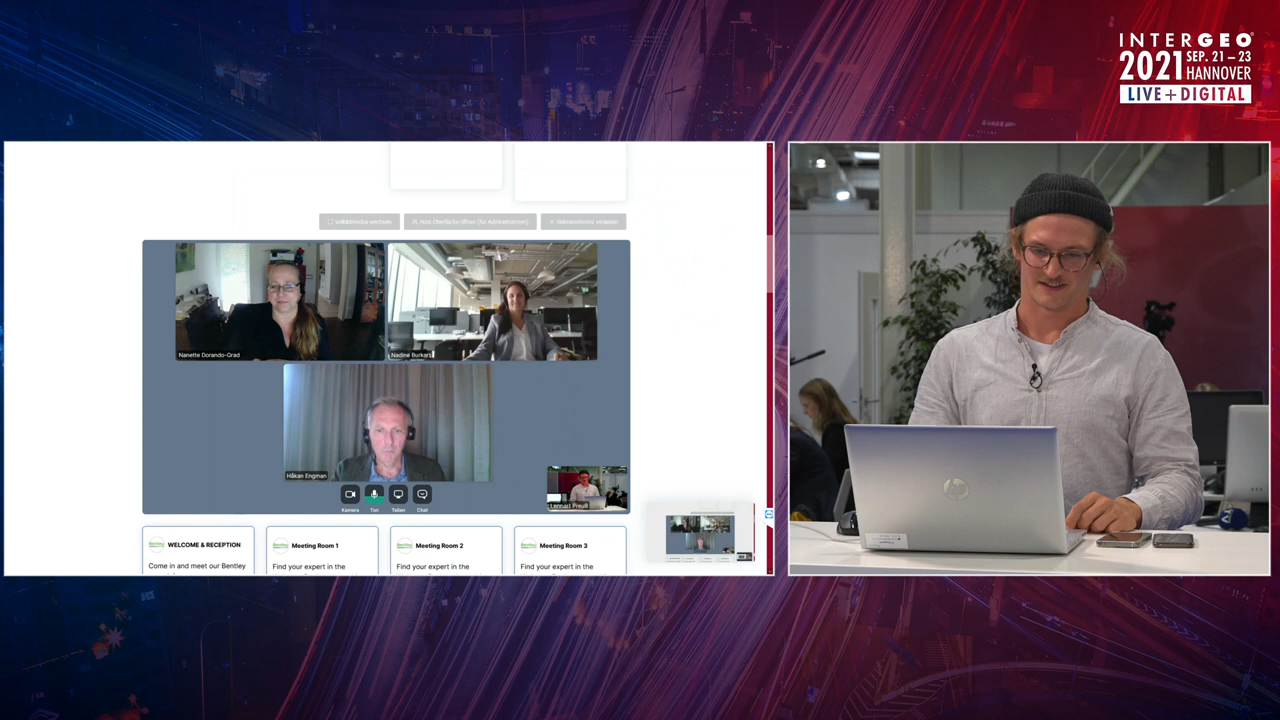 INTERGEO
2021 SEP. 21 – 23
HANNOVER
LIVE + DIGITAL
Nanette Dorando-Grad
Nadine Burkart
Håkan Engman
Lennart Preuß
Kamera
Ton
Teilen
Chat
WELCOME & RECEPTION
Come in and meet our Bentley
Meeting Room 1
Find your expert in the
Meeting Room 2
Find your expert in the
Meeting Room 3
Find your expert in the
hp